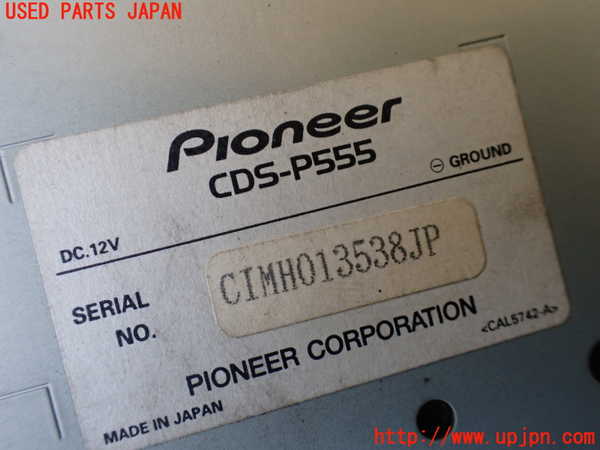 USED PARTS JAPAN
Pioneer
CDS-P555
DC.12V
⊖ GROUND
SERIAL
NO.
CIMH013538JP
PIONEER CORPORATION
<CAL5742-A>
MADE IN JAPAN
http://www.upjpn.com/